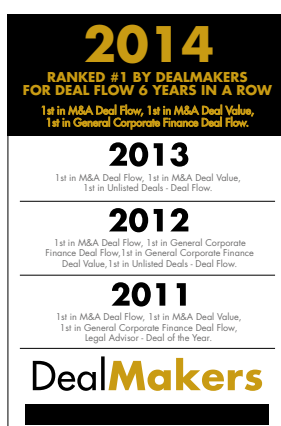 2014
RANKED #1 BY DEALMAKERS
FOR DEAL FLOW 6 YEARS IN A ROW
1st in M&A Deal Flow, 1st in M&A Deal Value,
1st in General Corporate Finance Deal Flow.
2013
1st in M&A Deal Flow, 1st in M&A Deal Value,
1st in Unlisted Deals - Deal Flow.
2012
1st in M&A Deal Flow, 1st in General Corporate
Finance Deal Flow,1st in General Corporate Finance
Deal Value,1st in Unlisted Deals - Deal Flow.
2011
1st in M&A Deal Flow, 1st in M&A Deal Value,
1st in General Corporate Finance Deal Flow,
Legal Advisor - Deal of the Year.
DealMakers